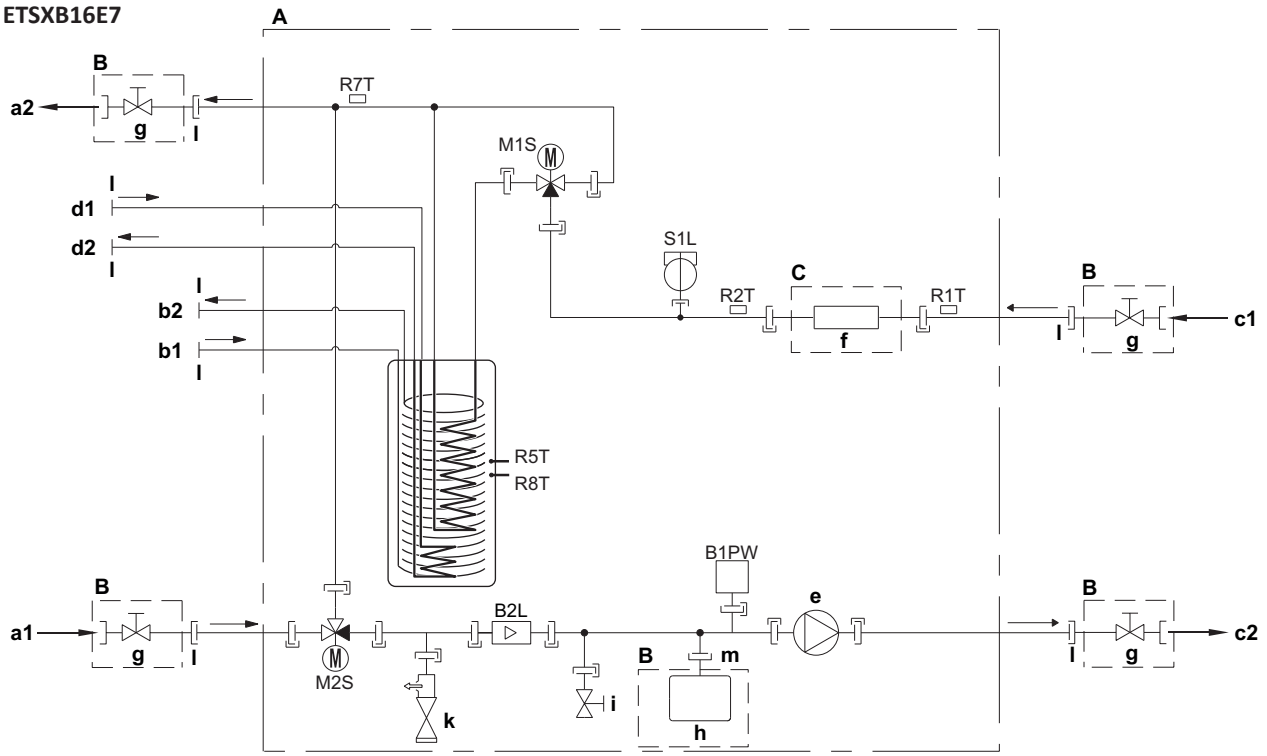 ETSXB16E7
A
B
R7T
a2
g
l
M1S
M
l
d1
d2
l
S1L
C
B
l
b2
R2T
R1T
b1
c1
l
f
l
g
R5T
R8T
B1PW
B
B2L
e
B
a1
c2
g
l
M
M2S
B
m
l
g
i
k
h